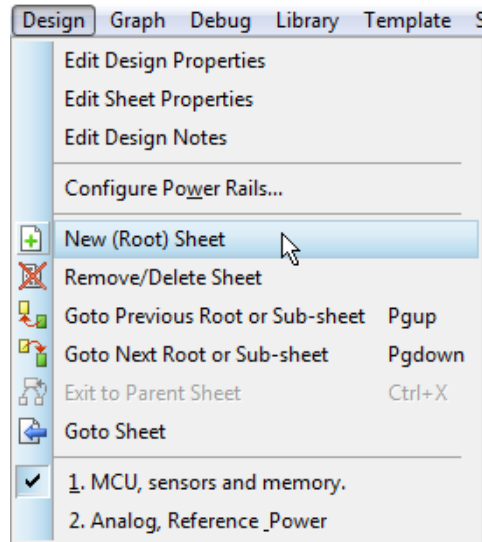 Design Graph Debug Library Template
Edit Design Properties
Edit Sheet Properties
Edit Design Notes
Configure Power Rails...
New (Root) Sheet
Remove/Delete Sheet
Goto Previous Root or Sub-sheet Pgup
Goto Next Root or Sub-sheet Pgdown
Exit to Parent Sheet Ctrl+X
Goto Sheet
1. MCU, sensors and memory.
2. Analog, Reference _Power